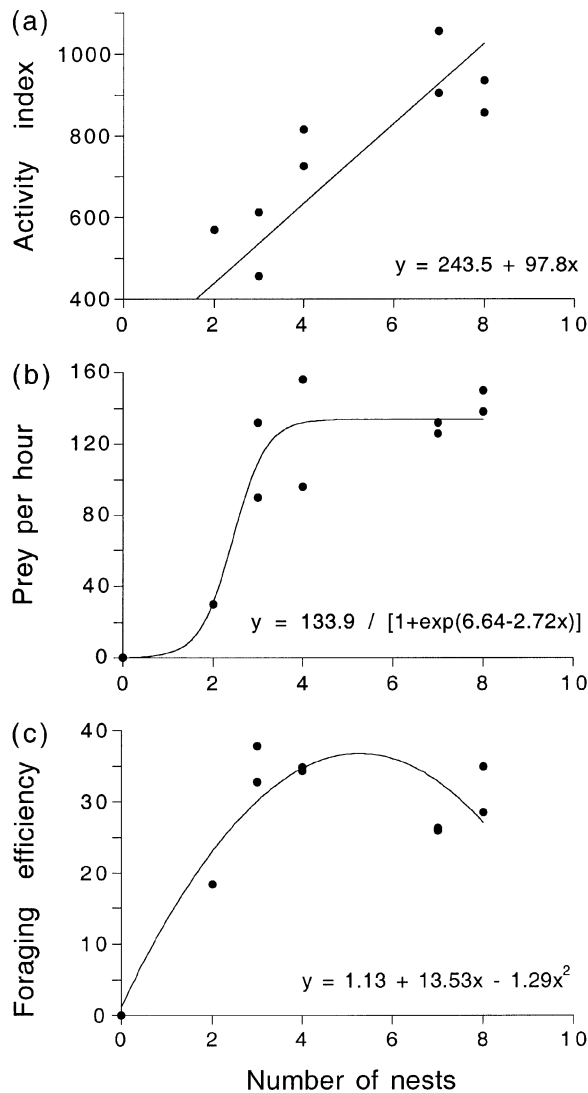 (a)
Activity index
1000
800
600
400
0 2 4 6 8 10
y = 243.5 + 97.8x
(b)
Prey per hour
160
120
80
40
0
0 2 4 6 8 10
y = 133.9 / [1+exp(6.64-2.72x)]
(c)
Foraging efficiency
40
30
20
10
0
0 2 4 6 8 10
y = 1.13 + 13.53x - 1.29x²
Number of nests